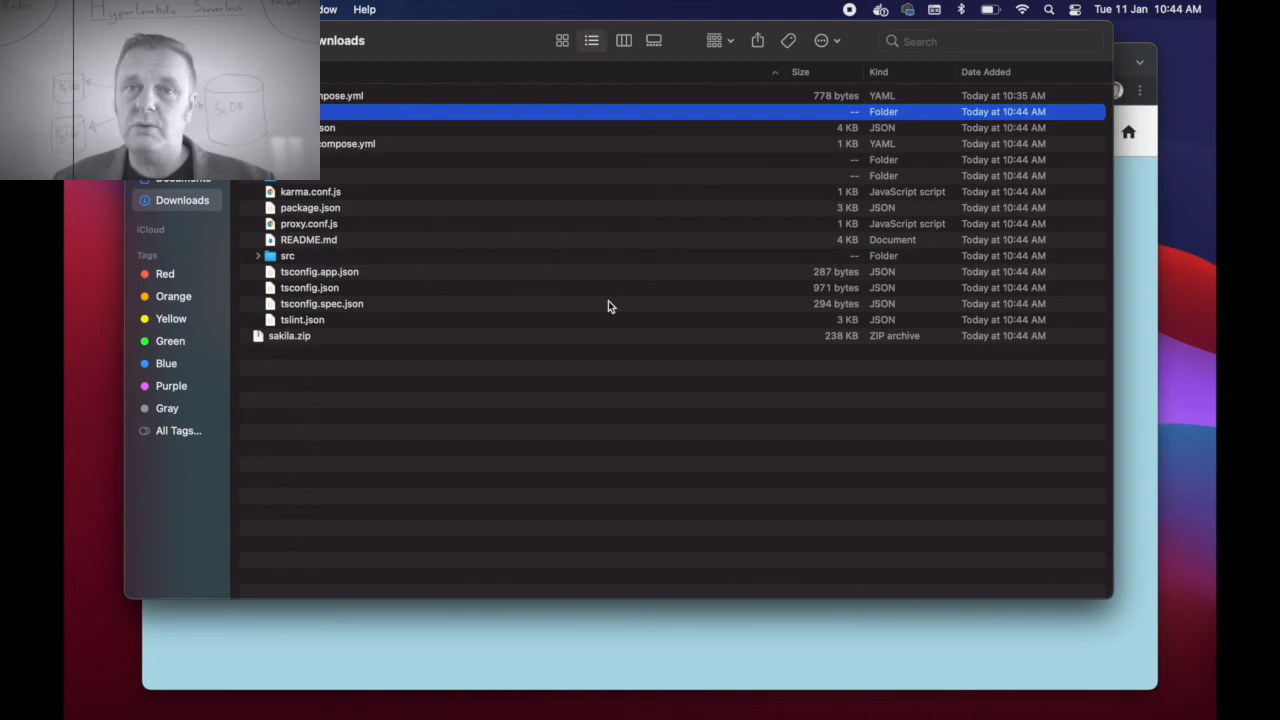 Hyperlambda Serverless
ScDB
dow Help Tue 11 Jan 10:44 AM
wnloads Search
Size Kind Date Added
mpose.yml 778 bytes YAML Today at 10:35 AM
-- Folder Today at 10:44 AM
son 4 KB JSON Today at 10:44 AM
compose.yml 1 KB YAML Today at 10:44 AM
-- Folder Today at 10:44 AM
Documents -- Folder Today at 10:44 AM
karma.conf.js 1 KB JavaScript script Today at 10:44 AM
Downloads package.json 3 KB JSON Today at 10:44 AM
proxy.conf.js 1 KB JavaScript script Today at 10:44 AM
iCloud README.md 4 KB Document Today at 10:44 AM
Tags src -- Folder Today at 10:44 AM
Red tsconfig.app.json 287 bytes JSON Today at 10:44 AM
Orange tsconfig.json 971 bytes JSON Today at 10:44 AM
tsconfig.spec.json 294 bytes JSON Today at 10:44 AM
Yellow tslint.json 3 KB JSON Today at 10:44 AM
Green sakila.zip 238 KB ZIP archive Today at 10:44 AM
Blue
Purple
Gray
All Tags...